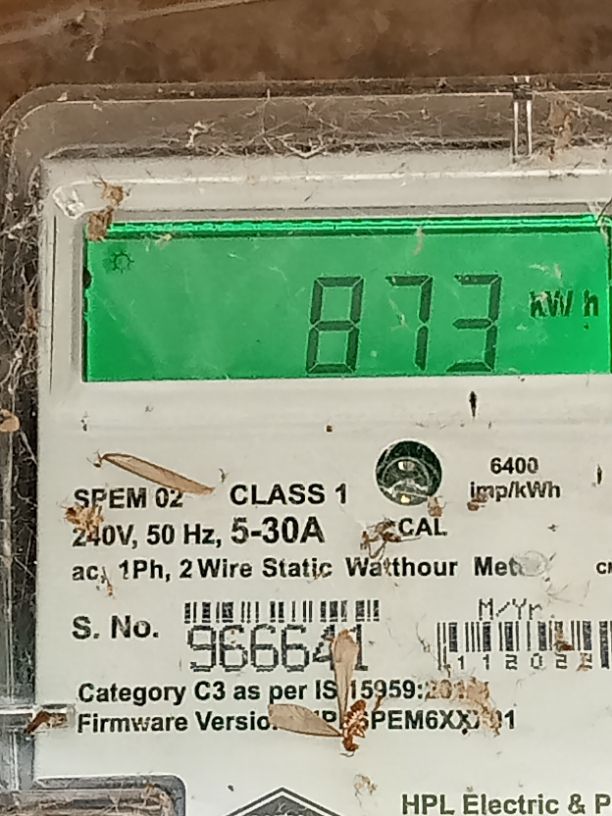 873 kWh
6400
imp/kWh
SPEM 02 CLASS 1
CAL
240V, 50 Hz, 5-30A
ac, 1Ph, 2 Wire Static Watthour
M/Yr.
S. No. 966641
112022
Category C3 as per IS 15959:
Firmware
HPL Electric &